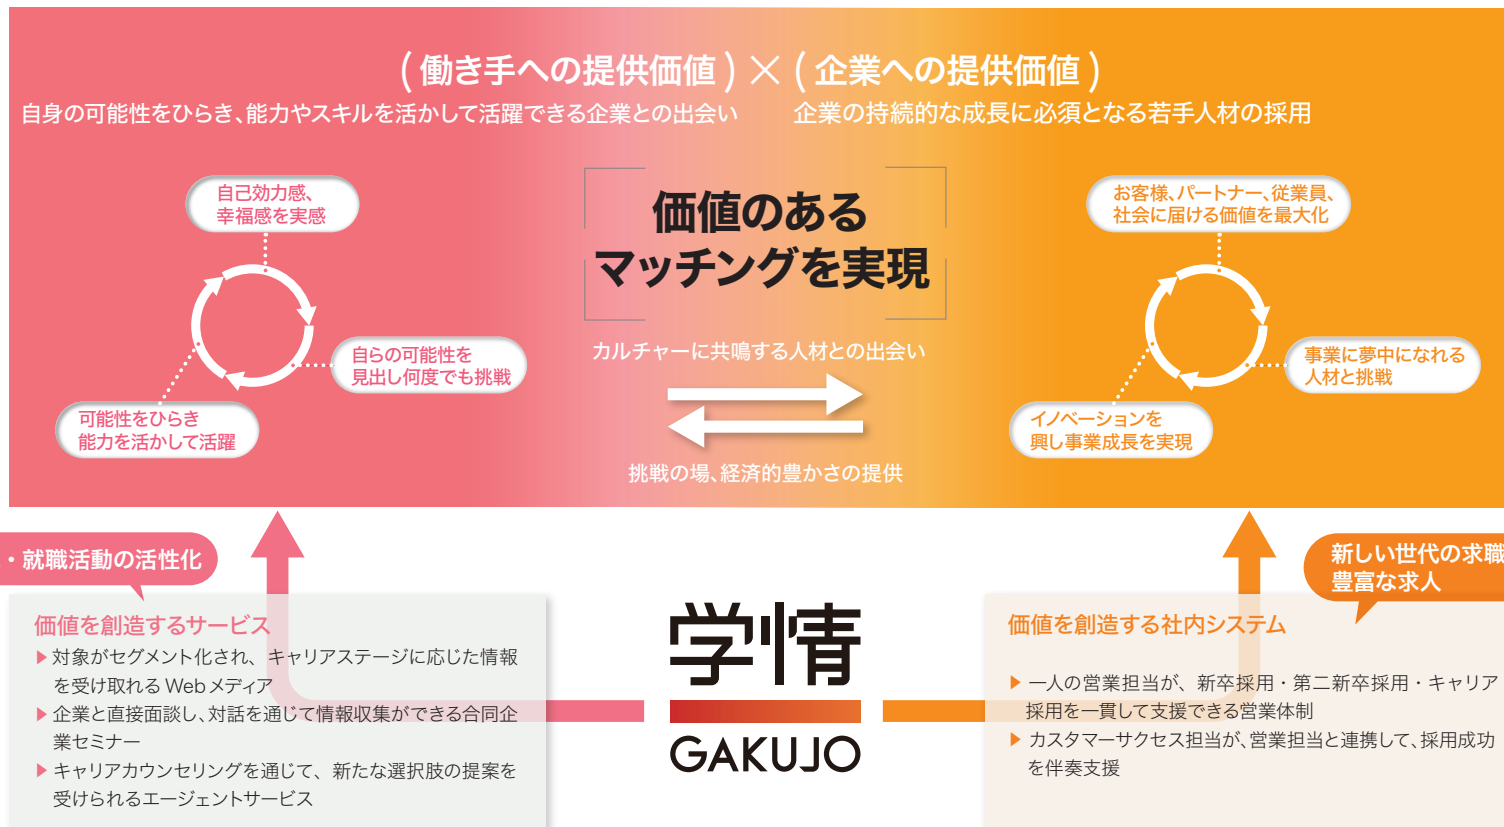 (働き手への提供価値)×(企業への提供価値)
自身の可能性をひらき、能力やスキルを活かして活躍できる企業との出会い
企業の持続的な成長に必須となる若手人材の採用
自己効力感、
幸福感を実感
自らの可能性を
見出し何度でも挑戦
可能性をひらき
能力を活かして活躍
価値のある
マッチングを実現
カルチャーに共鳴する人材との出会い
挑戦の場、経済的豊かさの提供
お客様、パートナー、従業員、
社会に届ける価値を最大化
事業に夢中になれる
人材と挑戦
イノベーションを
興し事業成長を実現
・就職活動の活性化
価値を創造するサービス
▶対象がセグメント化され、キャリアステージに応じた情報
を受け取れるWebメディア
▶企業と直接面談し、対話を通じて情報収集ができる合同企
業セミナー
▶キャリアカウンセリングを通じて、新たな選択肢の提案を
受けられるエージェントサービス
学情
GAKUJO
新しい世代の求職
豊富な求人
価値を創造する社内システム
▶一人の営業担当が、新卒採用・第二新卒採用・キャリア
採用を一貫して支援できる営業体制
▶カスタマーサクセス担当が、営業担当と連携して、採用成功
を伴奏支援